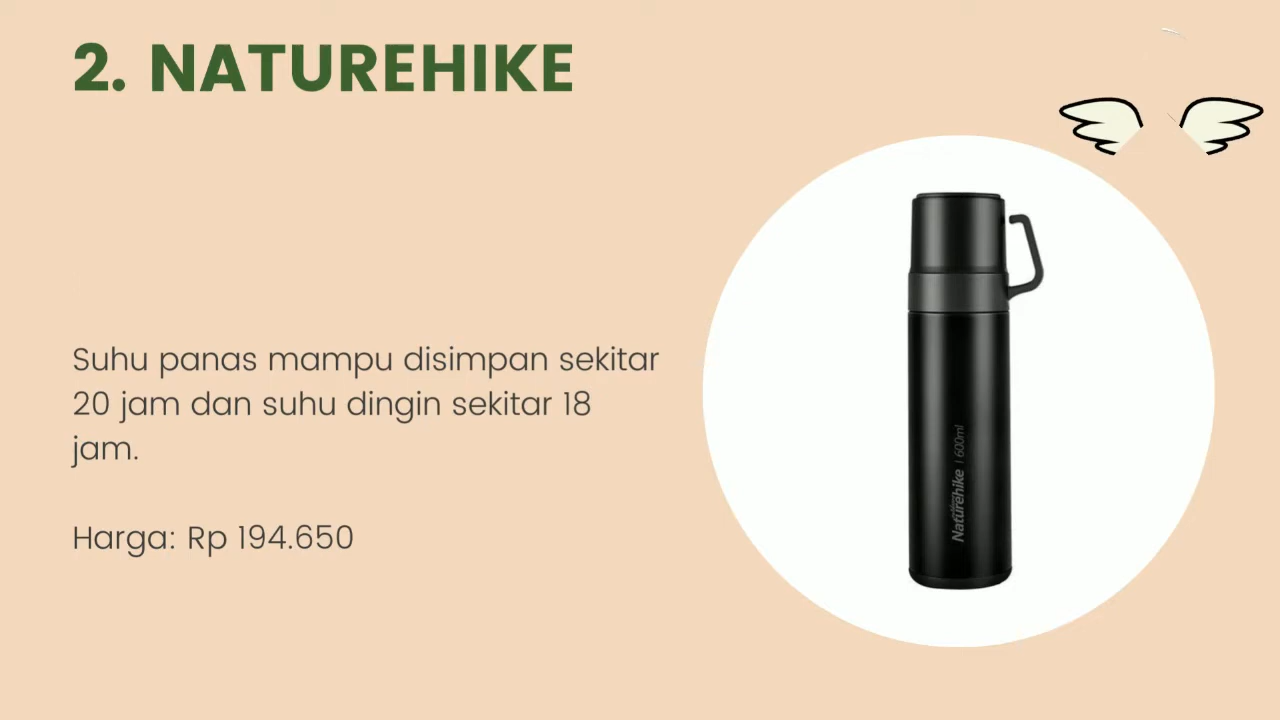 2. NATUREHIKE
Suhu panas mampu disimpan sekitar
20 jam dan suhu dingin sekitar 18
jam.
Harga: Rp 194.650
Naturehike | 600ml